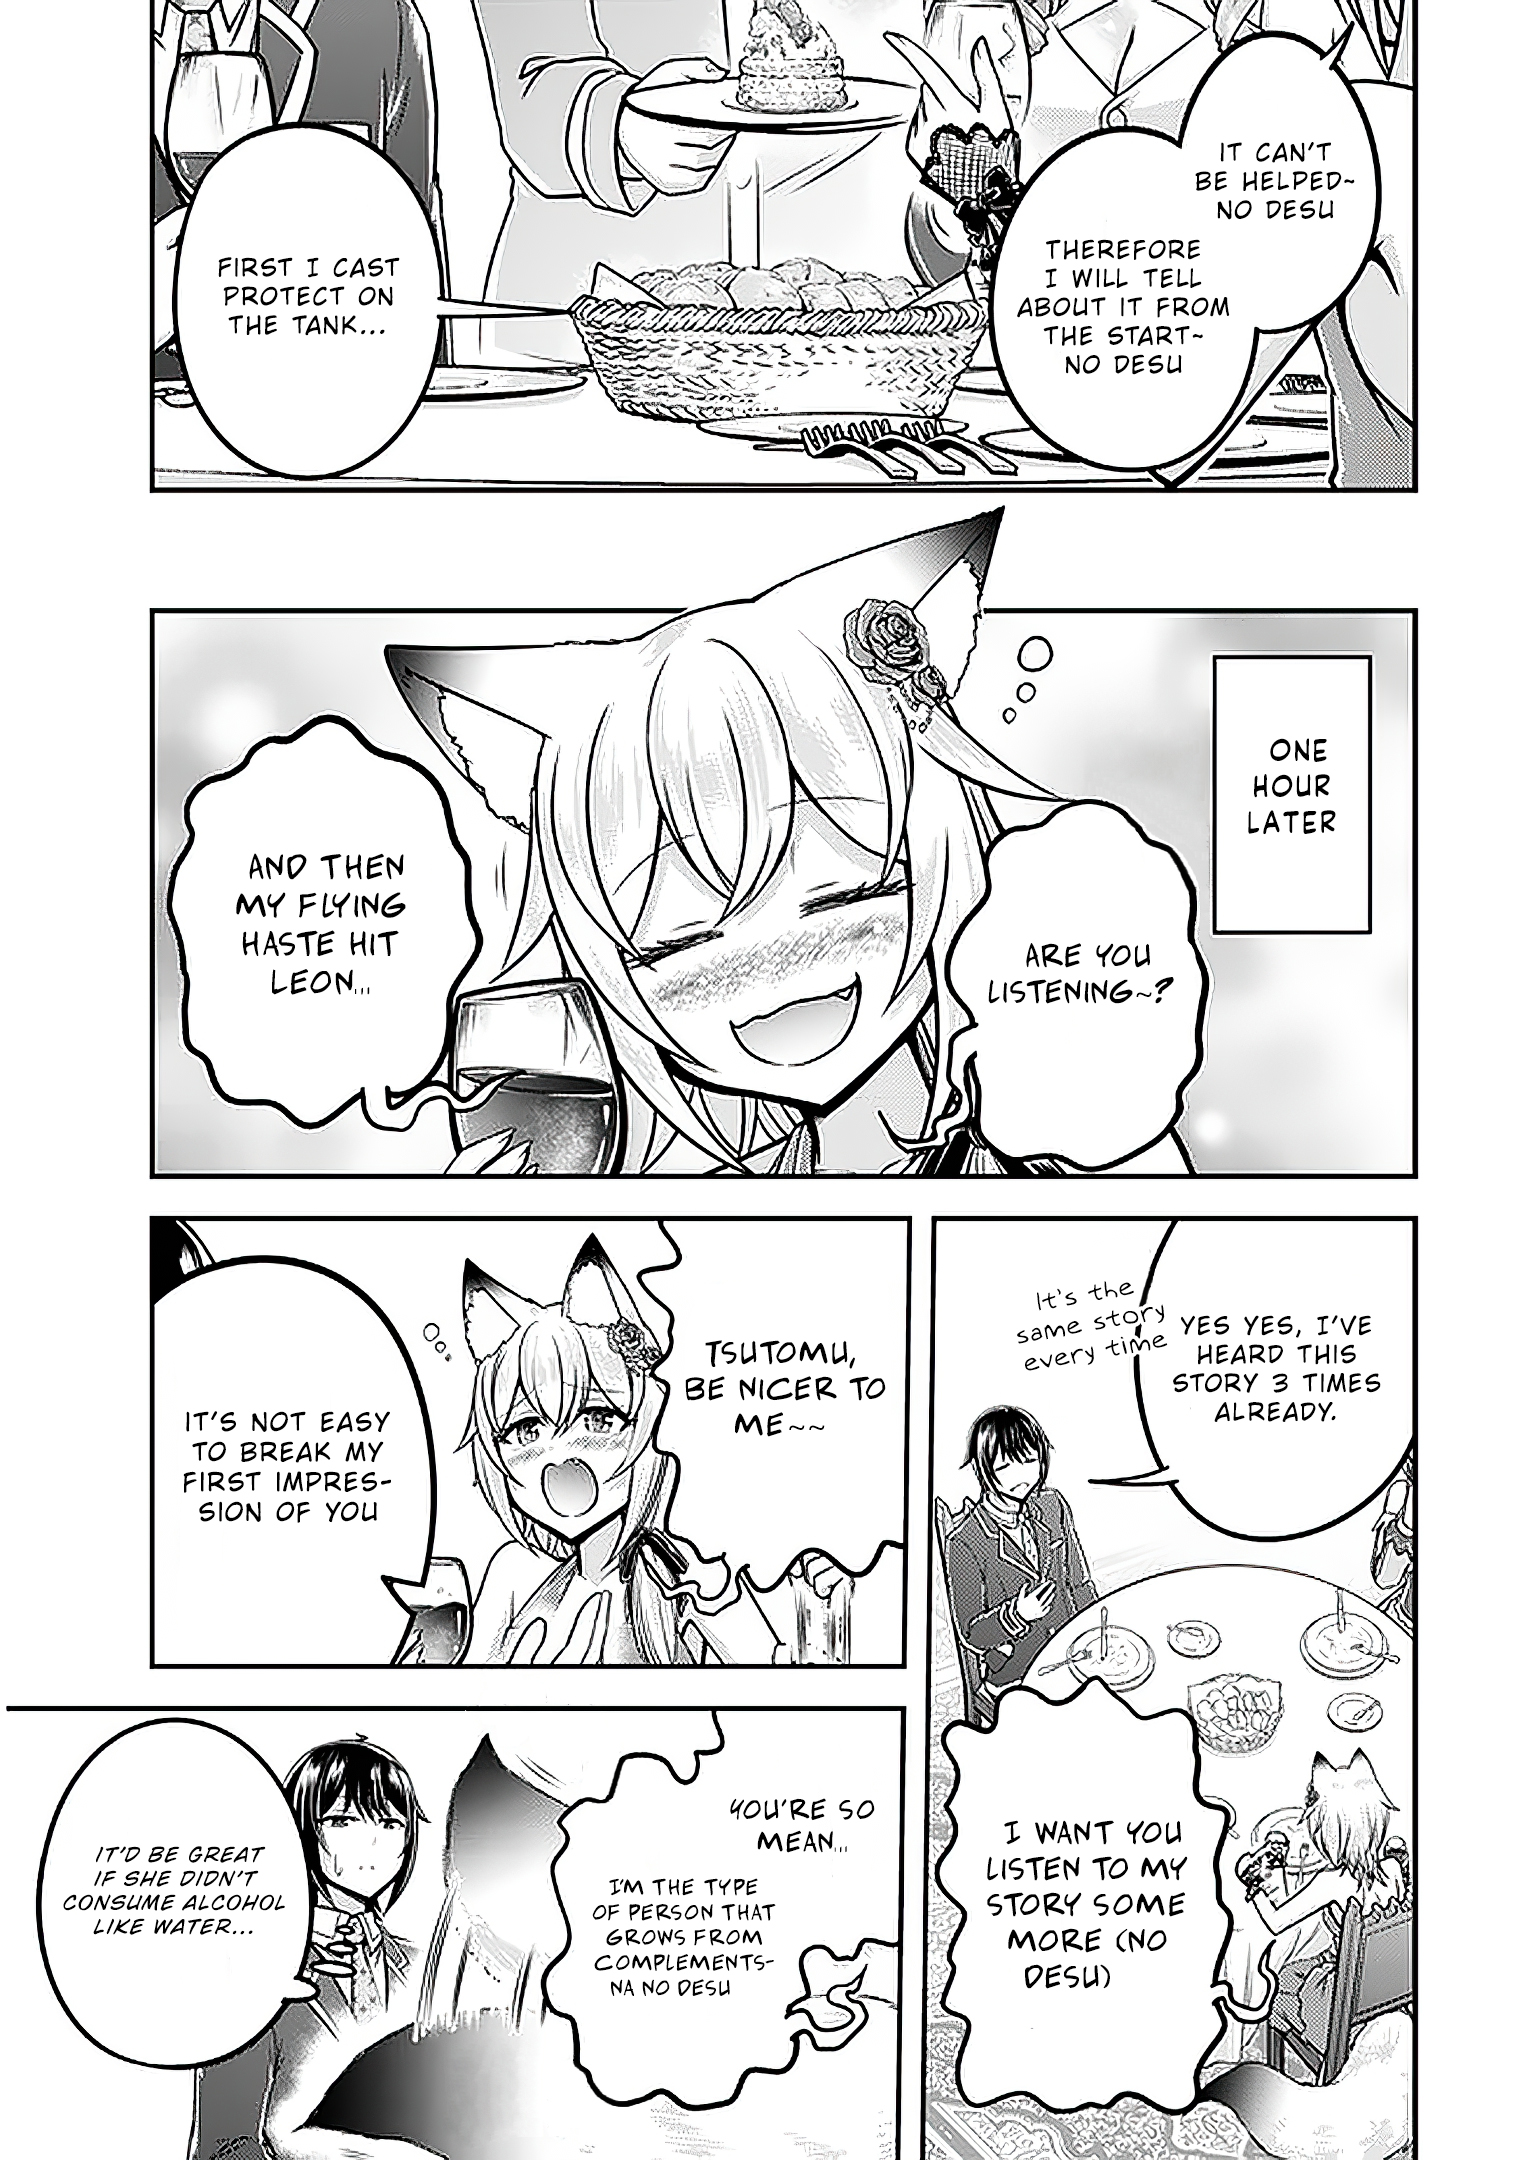 IT CAN'T
BE HELPED~
NO DESU
THEREFORE
I WILL TELL
ABOUT IT FROM
THE START~
NO DESU
FIRST I CAST
PROTECT ON
THE TANK...
ONE
HOUR
LATER
ARE YOU
LISTENING~?
AND THEN
MY FLYING
HASTE HIT
LEON...
YES YES, I'VE
HEARD THIS
STORY 3 TIMES
ALREADY.
It's the
same story
every time
I WANT YOU
LISTEN TO MY
STORY SOME
MORE (NO
DESU)
TSUTOMU,
BE NICER TO
ME~~
IT'S NOT EASY
TO BREAK MY
FIRST IMPRES-
SION OF YOU
YOU'RE SO
MEAN...
I'M THE TYPE
OF PERSON THAT
GROWS FROM
COMPLEMENTS-
NA NO DESU
IT'D BE GREAT
IF SHE DIDN'T
CONSUME ALCOHOL
LIKE WATER...